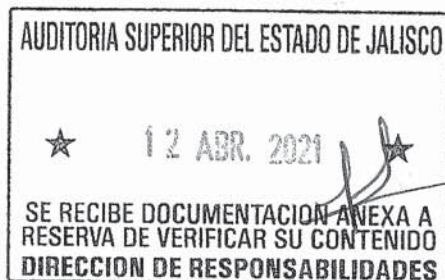 AUDITORIA SUPERIOR DEL ESTADO DE JALISCO
12 ABR. 2021
SE RECIBE DOCUMENTACION ANEXA A
RESERVA DE VERIFICAR SU CONTENIDO
DIRECCION DE RESPONSABILIDADES